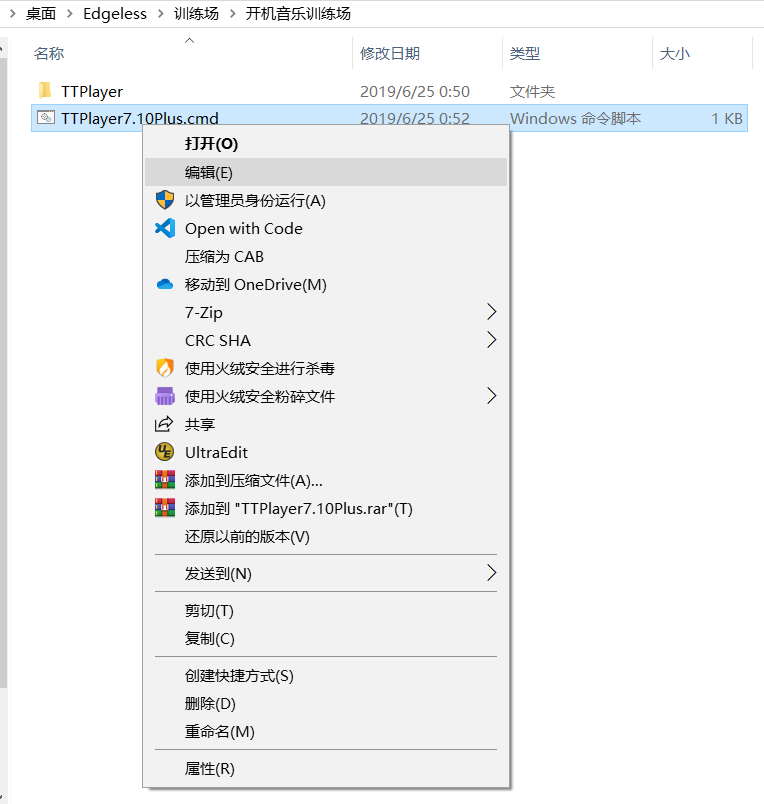 桌面 > Edgeless > 训练场 > 开机音乐训练场
名称 修改日期 类型 大小
TTPlayer 2019/6/25 0:50 文件夹
TTPlayer7.10Plus.cmd 2019/6/25 0:52 Windows 命令脚本 1 KB
打开(O)
编辑(E)
以管理员身份运行(A)
Open with Code
压缩为 CAB
移动到 OneDrive(M)
7-Zip
CRC SHA
使用火绒安全进行杀毒
使用火绒安全粉碎文件
共享
UltraEdit
添加到压缩文件(A)...
添加到 "TTPlayer7.10Plus.rar"(T)
还原以前的版本(V)
发送到(N)
剪切(T)
复制(C)
创建快捷方式(S)
删除(D)
重命名(M)
属性(R)